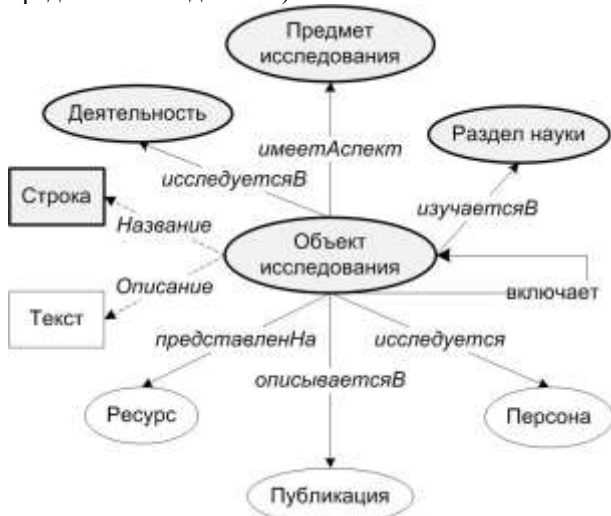 Предмет
исследования
Деятельность
Раздел науки
имеетАспект
исследуетсяВ
Строка
изучаетсяВ
Название
Объект
исследования
Описание
включает
Текст
представленНа
исследуется
описываетсяВ
Ресурс
Персона
Публикация